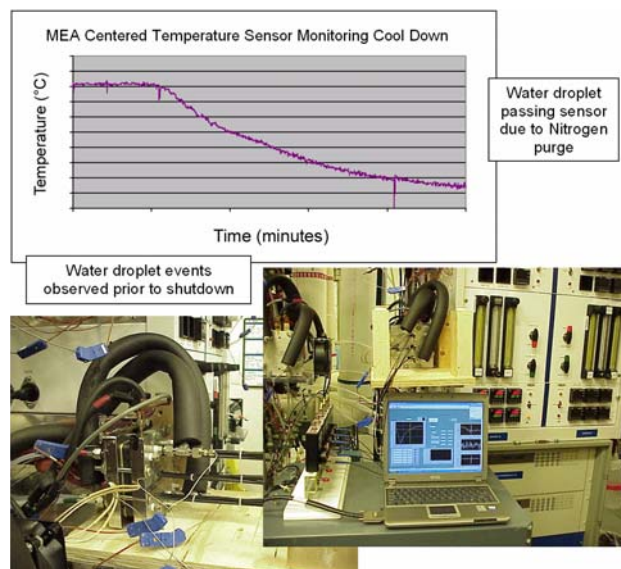 MEA Centered Temperature Sensor Monitoring Cool Down
Temperature (°C)
Time (minutes)
Water droplet
passing sensor
due to Nitrogen
purge
Water droplet events
observed prior to shutdown